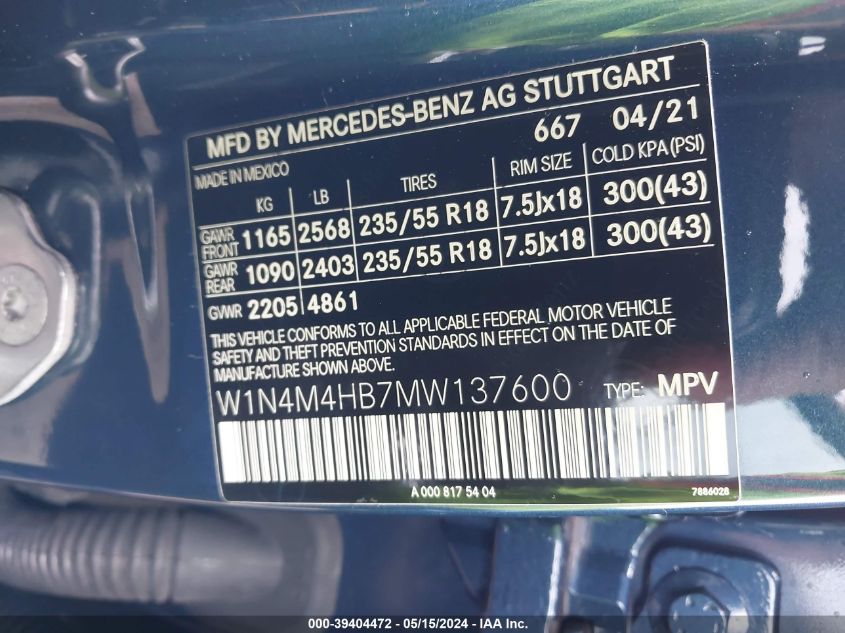 MFD BY MERCEDES-BENZ AG STUTTGART
667 04/21
MADE IN MEXICO
KG LB TIRES RIM SIZE COLD KPA (PSI)
GAWR FRONT 1165 2568 235/55 R18 7.5Jx18 300(43)
GAWR REAR 1090 2403 235/55 R18 7.5Jx18 300(43)
GVWR 2205 4861
THIS VEHICLE CONFORMS TO ALL APPLICABLE FEDERAL MOTOR VEHICLE
SAFETY AND THEFT PREVENTION STANDARDS IN EFFECT ON THE DATE OF
MANUFACTURE SHOWN ABOVE.
W1N4M4HB7MW137600 TYPE: MPV
A 000 817 54 04 7886028
000-39404472 - 05/15/2024 - IAA Inc.